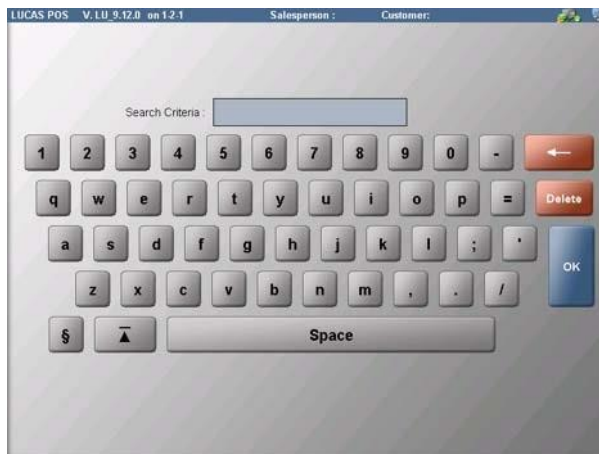 LUCAS POS V. LU_9.12.0 on 1-2-1 Salesperson : Customer:
Search Criteria :
1 2 3 4 5 6 7 8 9 0 -
q w e r t y u i o p = Delete
a s d f g h j k l ; '
OK
z x c v b n m , . /
§ Space